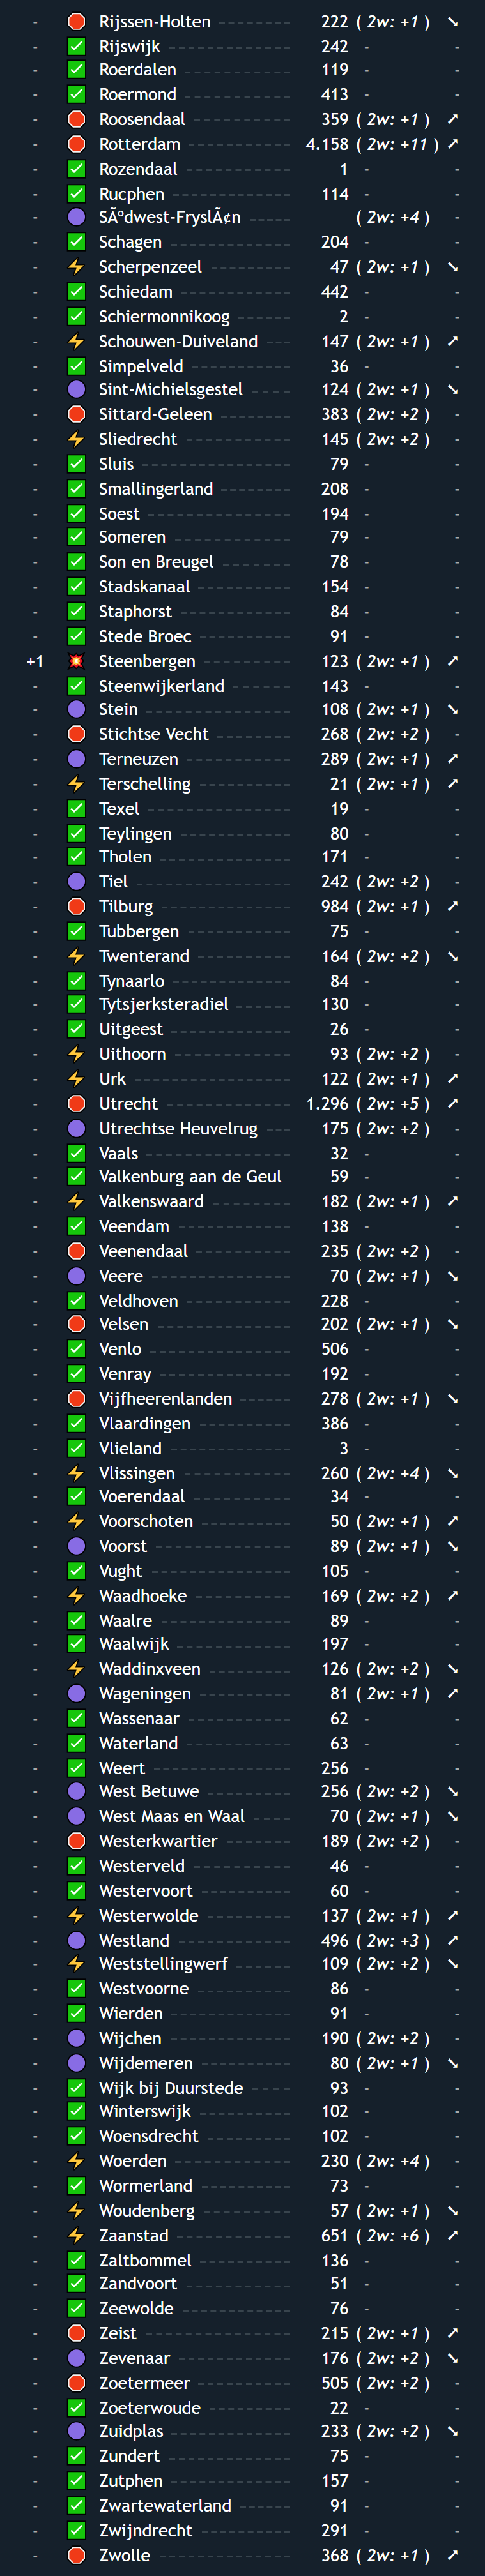 - Rijssen-Holten 222 ( 2w: +1 ) ➘
- Rijswijk 242 - -
- Roerdalen 119 - -
- Roermond 413 - -
- Roosendaal 359 ( 2w: +1 ) ➚
- Rotterdam 4.158 ( 2w: +11 ) ➚
- Rozendaal 1 - -
- Rucphen 114 - -
- SÃºdwest-FryslÃ¢n ( 2w: +4 ) -
- Schagen 204 - -
- Scherpenzeel 47 ( 2w: +1 ) ➘
- Schiedam 442 - -
- Schiermonnikoog 2 - -
- Schouwen-Duiveland 147 ( 2w: +1 ) ➚
- Simpelveld 36 - -
- Sint-Michielsgestel 124 ( 2w: +1 ) ➘
- Sittard-Geleen 383 ( 2w: +2 ) -
- Sliedrecht 145 ( 2w: +2 ) -
- Sluis 79 - -
- Smallingerland 208 - -
- Soest 194 - -
- Someren 79 - -
- Son en Breugel 78 - -
- Stadskanaal 154 - -
- Staphorst 84 - -
- Stede Broec 91 - -
+1 Steenbergen 123 ( 2w: +1 ) ➚
- Steenwijkerland 143 - -
- Stein 108 ( 2w: +1 ) ➘
- Stichtse Vecht 268 ( 2w: +2 ) -
- Terneuzen 289 ( 2w: +1 ) ➚
- Terschelling 21 ( 2w: +1 ) ➚
- Texel 19 - -
- Teylingen 80 - -
- Tholen 171 - -
- Tiel 242 ( 2w: +2 ) -
- Tilburg 984 ( 2w: +1 ) ➚
- Tubbergen 75 - -
- Twenterand 164 ( 2w: +2 ) ➘
- Tynaarlo 84 - -
- Tytsjerksteradiel 130 - -
- Uitgeest 26 - -
- Uithoorn 93 ( 2w: +2 ) -
- Urk 122 ( 2w: +1 ) ➚
- Utrecht 1.296 ( 2w: +5 ) ➚
- Utrechtse Heuvelrug 175 ( 2w: +2 ) -
- Vaals 32 - -
- Valkenburg aan de Geul 59 - -
- Valkenswaard 182 ( 2w: +1 ) ➚
- Veendam 138 - -
- Veenendaal 235 ( 2w: +2 ) -
- Veere 70 ( 2w: +1 ) ➘
- Veldhoven 228 - -
- Velsen 202 ( 2w: +1 ) ➘
- Venlo 506 - -
- Venray 192 - -
- Vijfheerenlanden 278 ( 2w: +1 ) ➘
- Vlaardingen 386 - -
- Vlieland 3 - -
- Vlissingen 260 ( 2w: +4 ) ➘
- Voerendaal 34 - -
- Voorschoten 50 ( 2w: +1 ) ➚
- Voorst 89 ( 2w: +1 ) ➘
- Vught 105 - -
- Waadhoeke 169 ( 2w: +2 ) ➚
- Waalre 89 - -
- Waalwijk 197 - -
- Waddinxveen 126 ( 2w: +2 ) ➘
- Wageningen 81 ( 2w: +1 ) ➚
- Wassenaar 62 - -
- Waterland 63 - -
- Weert 256 - -
- West Betuwe 256 ( 2w: +2 ) ➘
- West Maas en Waal 70 ( 2w: +1 ) ➘
- Westerkwartier 189 ( 2w: +2 ) -
- Westerveld 46 - -
- Westervoort 60 - -
- Westerwolde 137 ( 2w: +1 ) ➚
- Westland 496 ( 2w: +3 ) ➚
- Weststellingwerf 109 ( 2w: +2 ) ➘
- Westvoorne 86 - -
- Wierden 91 - -
- Wijchen 190 ( 2w: +2 ) -
- Wijdemeren 80 ( 2w: +1 ) ➘
- Wijk bij Duurstede 93 - -
- Winterswijk 102 - -
- Woensdrecht 102 - -
- Woerden 230 ( 2w: +4 ) -
- Wormerland 73 - -
- Woudenberg 57 ( 2w: +1 ) ➘
- Zaanstad 651 ( 2w: +6 ) ➚
- Zaltbommel 136 - -
- Zandvoort 51 - -
- Zeewolde 76 - -
- Zeist 215 ( 2w: +1 ) ➚
- Zevenaar 176 ( 2w: +2 ) ➘
- Zoetermeer 505 ( 2w: +2 ) -
- Zoeterwoude 22 - -
- Zuidplas 233 ( 2w: +2 ) ➘
- Zundert 75 - -
- Zutphen 157 - -
- Zwartewaterland 91 - -
- Zwijndrecht 291 - -
- Zwolle 368 ( 2w: +1 ) ➚